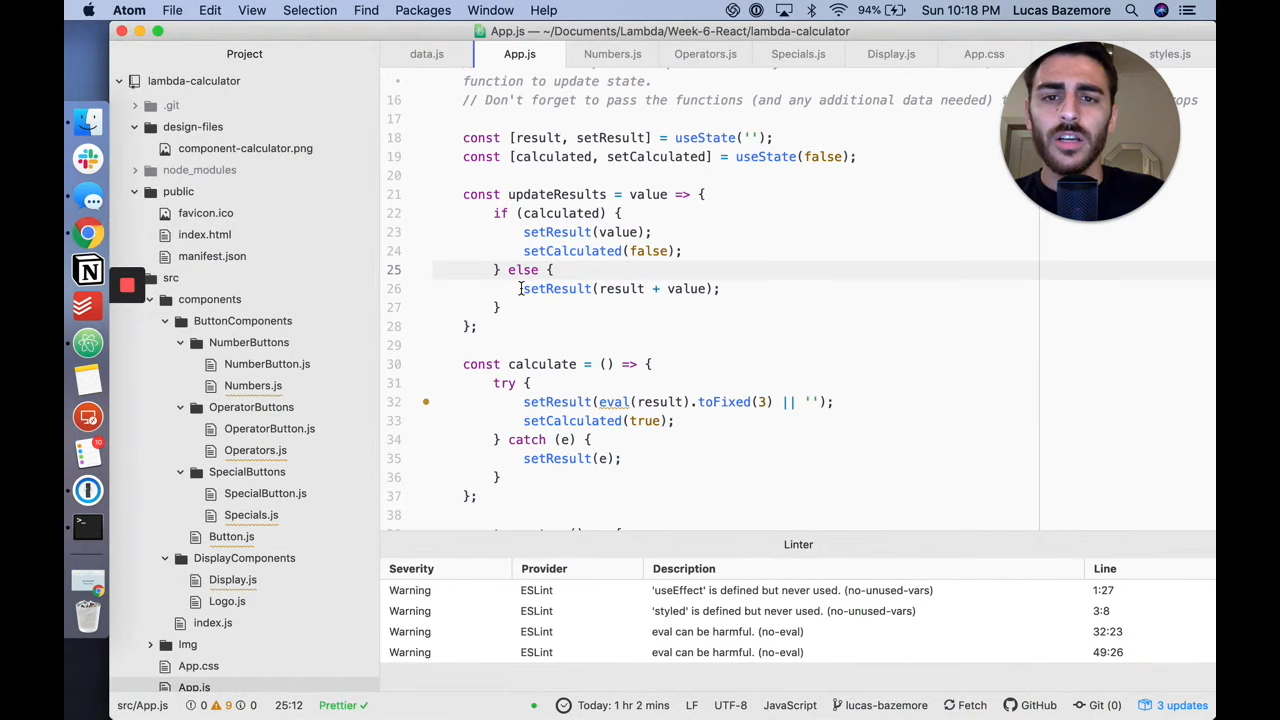 Atom File Edit View Selection Find Packages Window Help 94% Sun 10:18 PM Lucas Bazemore
App.js — ~/Documents/Lambda/Week-6-React/lambda-calculator
Project
data.js App.js Numbers.js Operators.js Specials.js Display.js App.css styles.js
lambda-calculator
.git
design-files
component-calculator.png
node_modules
public
favicon.ico
index.html
manifest.json
src
components
ButtonComponents
NumberButtons
NumberButton.js
Numbers.js
OperatorButtons
OperatorButton.js
Operators.js
SpecialButtons
SpecialButton.js
Specials.js
Button.js
DisplayComponents
Display.js
Logo.js
index.js
Img
App.css
App.js
10
function to update state.
16 // Don't forget to pass the functions (and any additional data needed) t rops
17
18 const [result, setResult] = useState('');
19 const [calculated, setCalculated] = useState(false);
20
21 const updateResults = value => {
22 if (calculated) {
23 setResult(value);
24 setCalculated(false);
25 } else {
26 setResult(result + value);
27 }
28 };
29
30 const calculate = () => {
31 try {
32 setResult(eval(result).toFixed(3) || '');
33 setCalculated(true);
34 } catch (e) {
35 setResult(e);
36 }
37 };
38
Linter
Severity Provider Description Line
Warning ESLint 'useEffect' is defined but never used. (no-unused-vars) 1:27
Warning ESLint 'styled' is defined but never used. (no-unused-vars) 3:8
Warning ESLint eval can be harmful. (no-eval) 32:23
Warning ESLint eval can be harmful. (no-eval) 49:26
src/App.js 0 9 0 25:12 Prettier ✓ Today: 1 hr 2 mins LF UTF-8 JavaScript lucas-bazemore Fetch GitHub Git (0) 3 updates